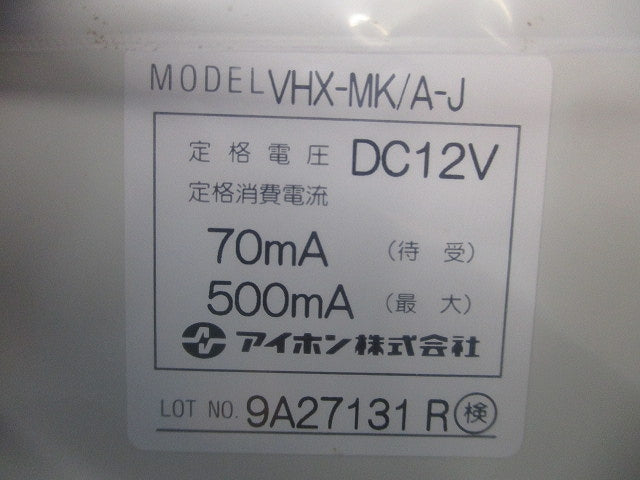 MODEL VHX-MK/A-J
定格電圧 DC12V
定格消費電流
70mA (待受)
500mA (最大)
アイホン株式会社
LOT NO. 9A27131 R 検